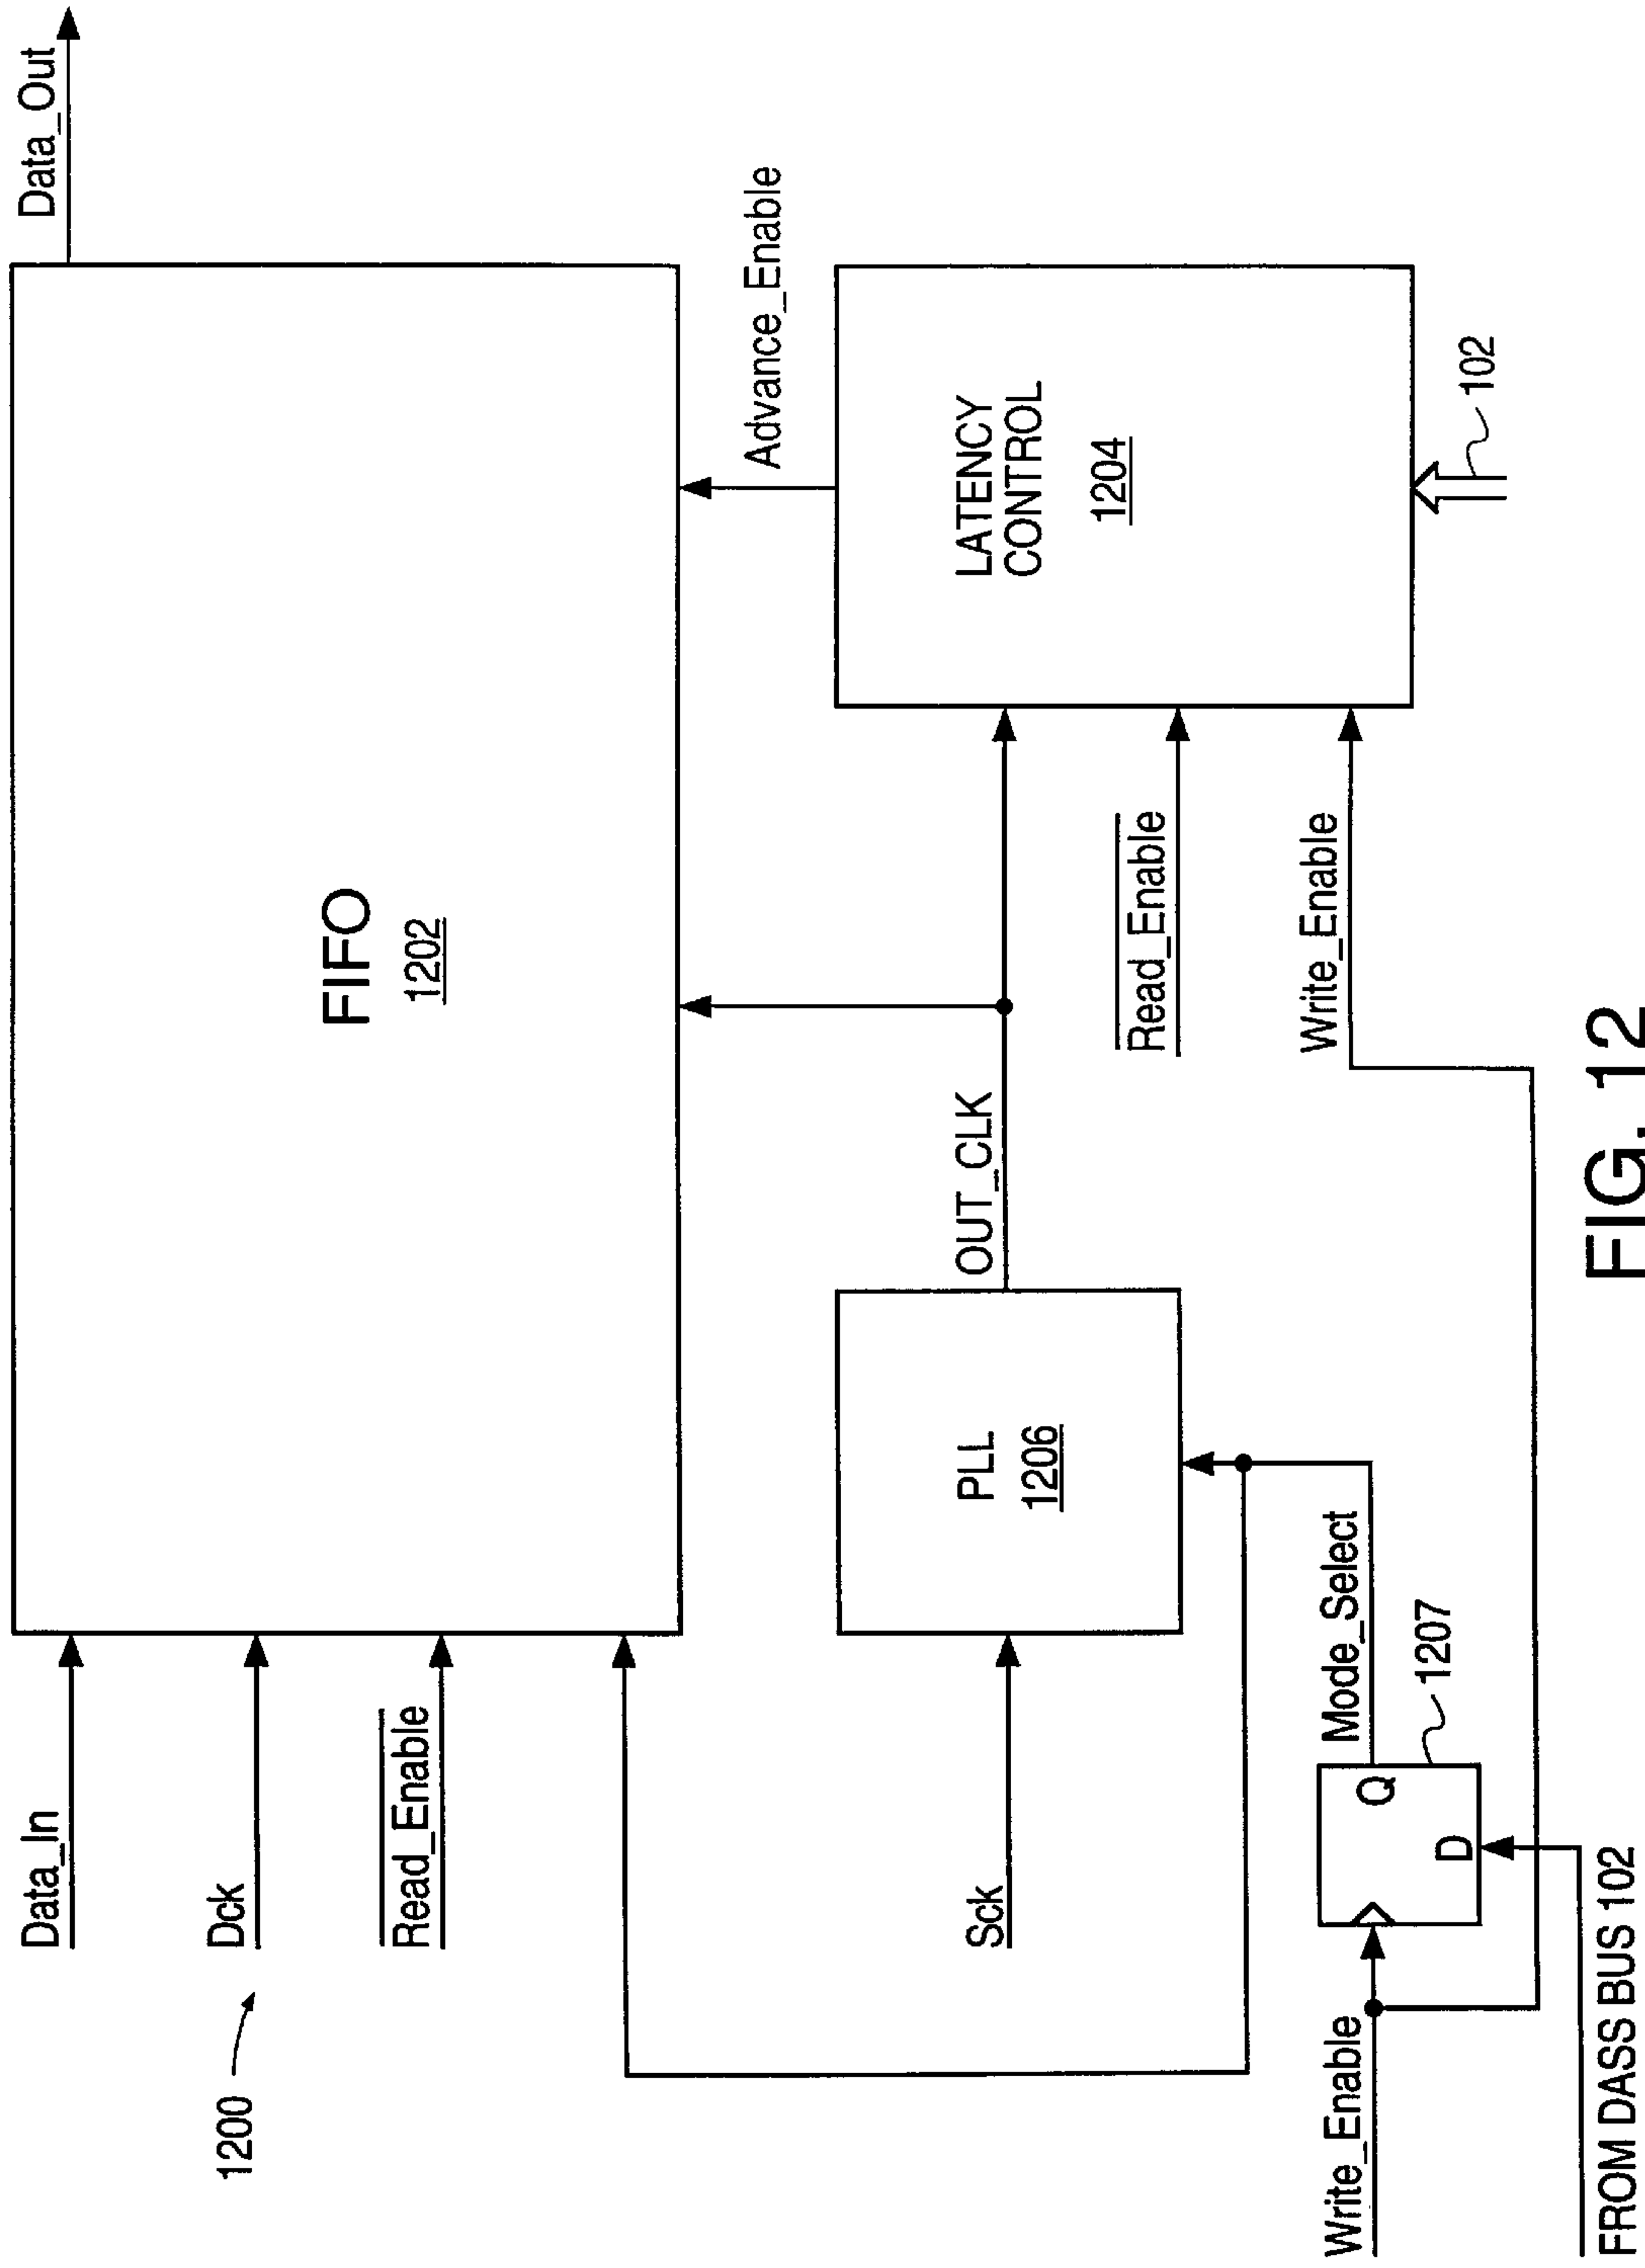 1200
Data_In
Dck
Read_Enable
FIFO
1202
Data_Out
Sck
PLL
1206
OUT_CLK
Advance_Enable
LATENCY
CONTROL
1204
Read_Enable
Write_Enable
102
Write_Enable
Q
D
Mode_Select
1207
FROM DASS BUS 102
FIG. 12